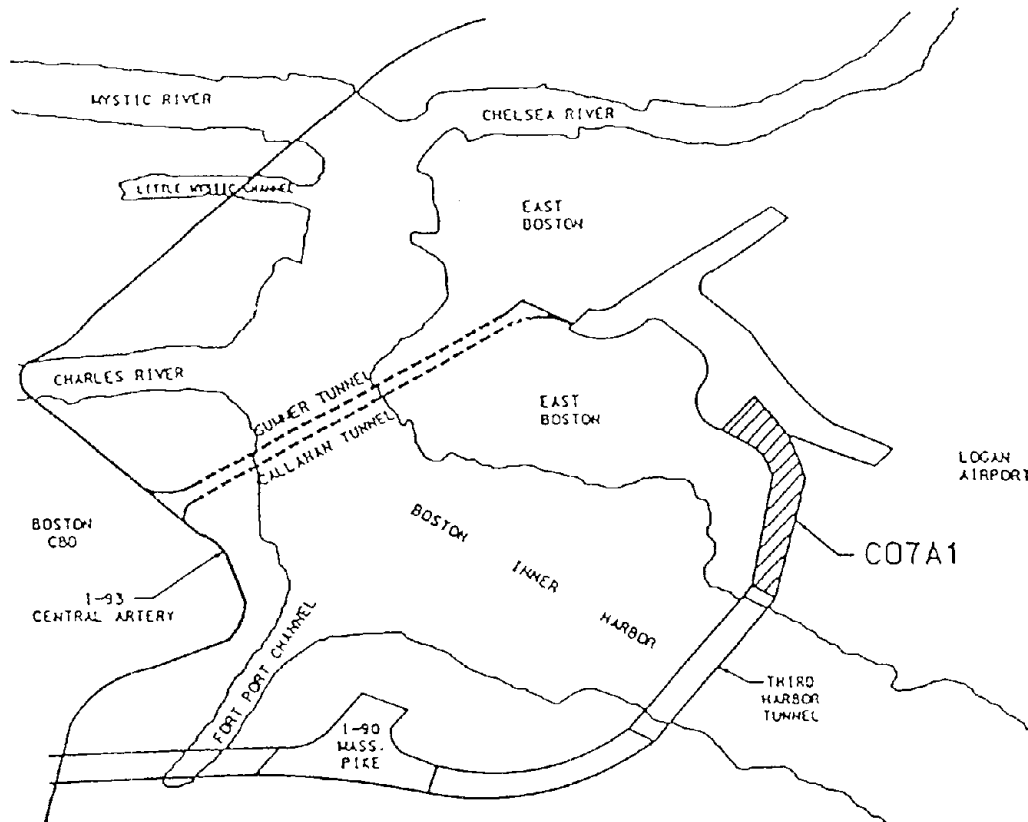 MYSTIC RIVER
CHELSEA RIVER
LITTLE MYSTIC CHANNEL
EAST
BOSTON
CHARLES RIVER
SUMNER TUNNEL
CALLAHAN TUNNEL
EAST
BOSTON
LOGAN
AIRPORT
BOSTON
CBD
BOSTON
INNER
HARBOR
C07A1
I-93
CENTRAL ARTERY
FORT PORT CHANNEL
THIRD
HARBOR
TUNNEL
I-90
MASS.
PIKE